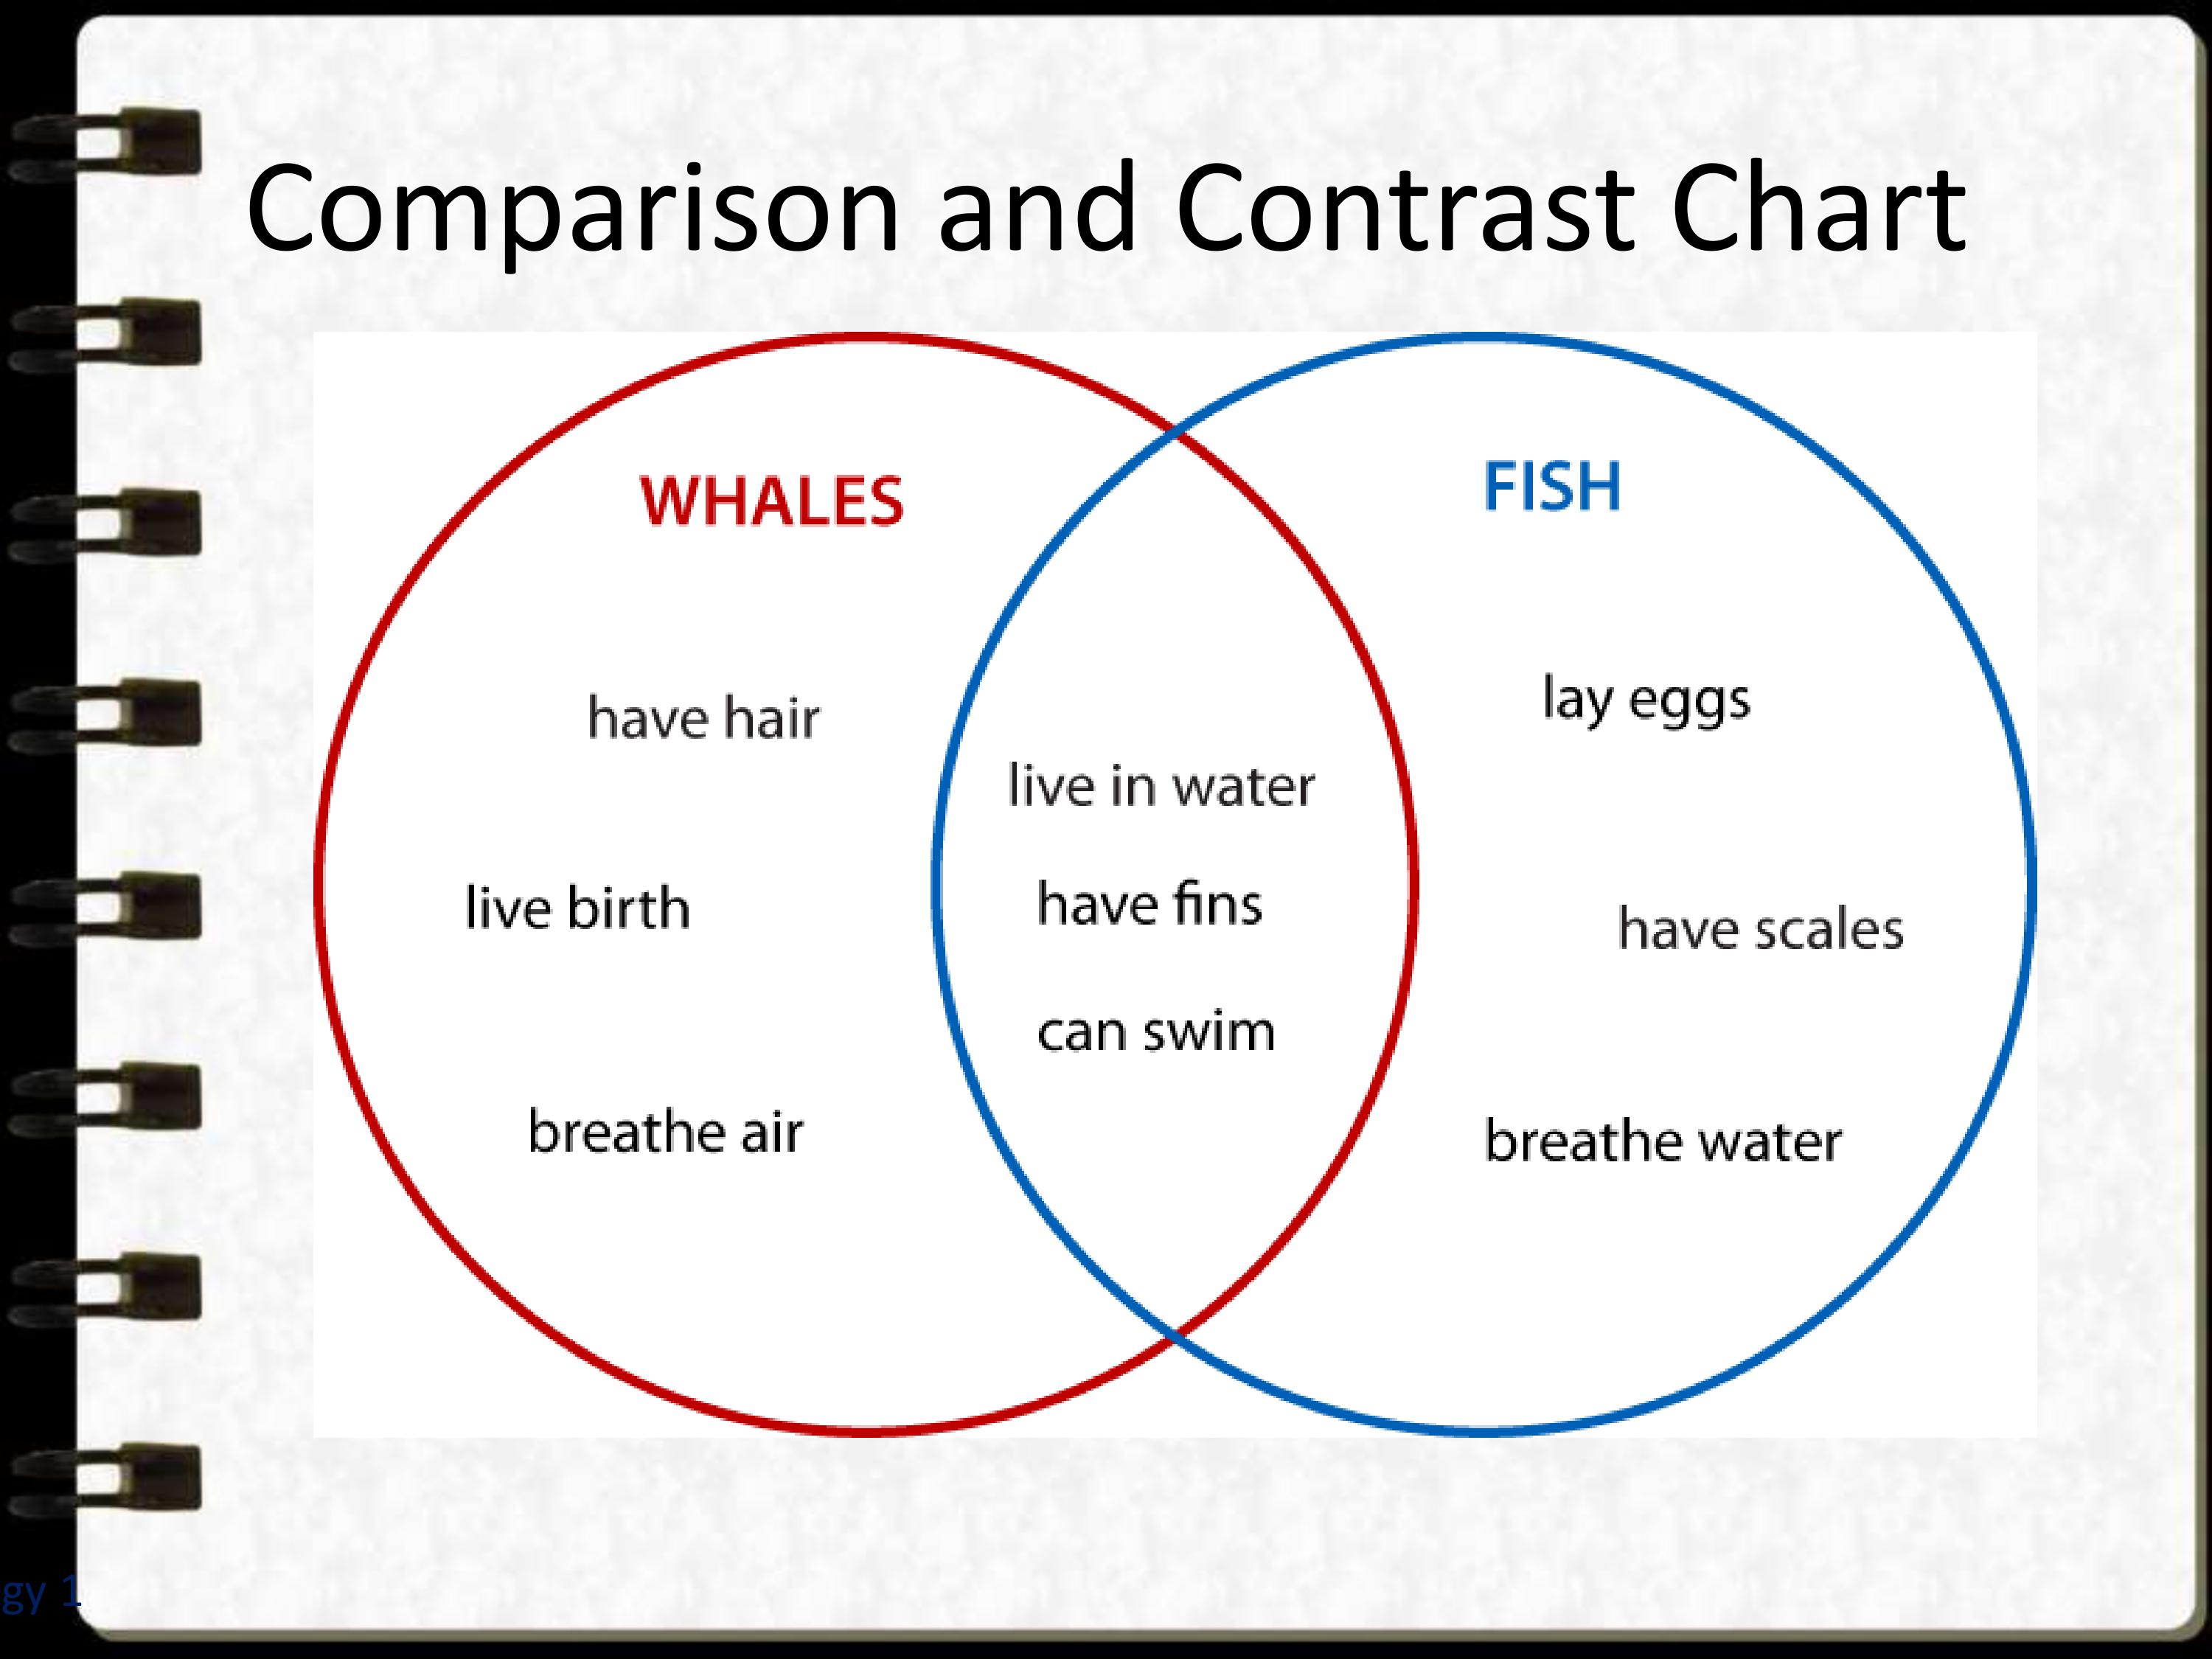 Comparison and Contrast Chart
WHALES
have hair
live birth
breathe air
live in water
have fins
can swim
FISH
lay eggs
have scales
breathe water
gy 1